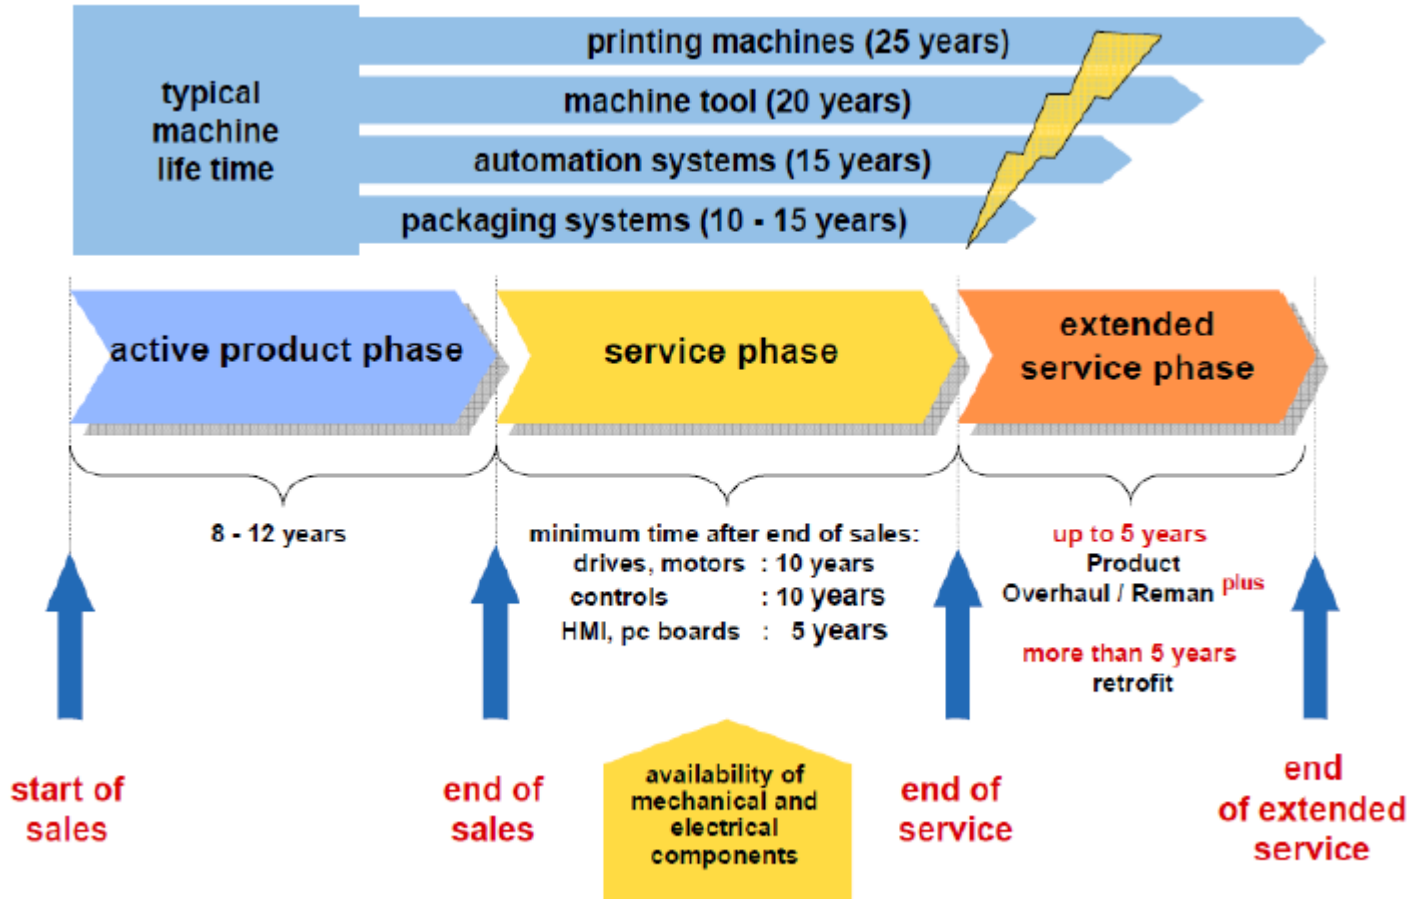 typical
machine
life time
printing machines (25 years)
machine tool (20 years)
automation systems (15 years)
packaging systems (10 - 15 years)
active product phase
service phase
extended
service phase
8 - 12 years
minimum time after end of sales:
drives, motors : 10 years
controls : 10 years
HMI, pc boards : 5 years
up to 5 years
Product
Overhaul / Reman plus
more than 5 years
retrofit
start of
sales
end of
sales
availability of
mechanical and
electrical
components
end of
service
end
of extended
service